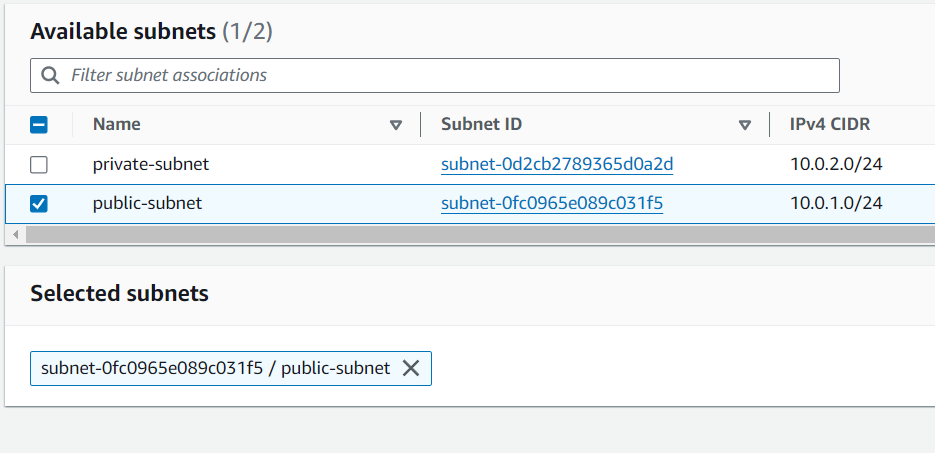 Available subnets (1/2)
Filter subnet associations
Name Subnet ID IPv4 CIDR
private-subnet subnet-0d2cb2789365d0a2d 10.0.2.0/24
public-subnet subnet-0fc0965e089c031f5 10.0.1.0/24
Selected subnets
subnet-0fc0965e089c031f5 / public-subnet